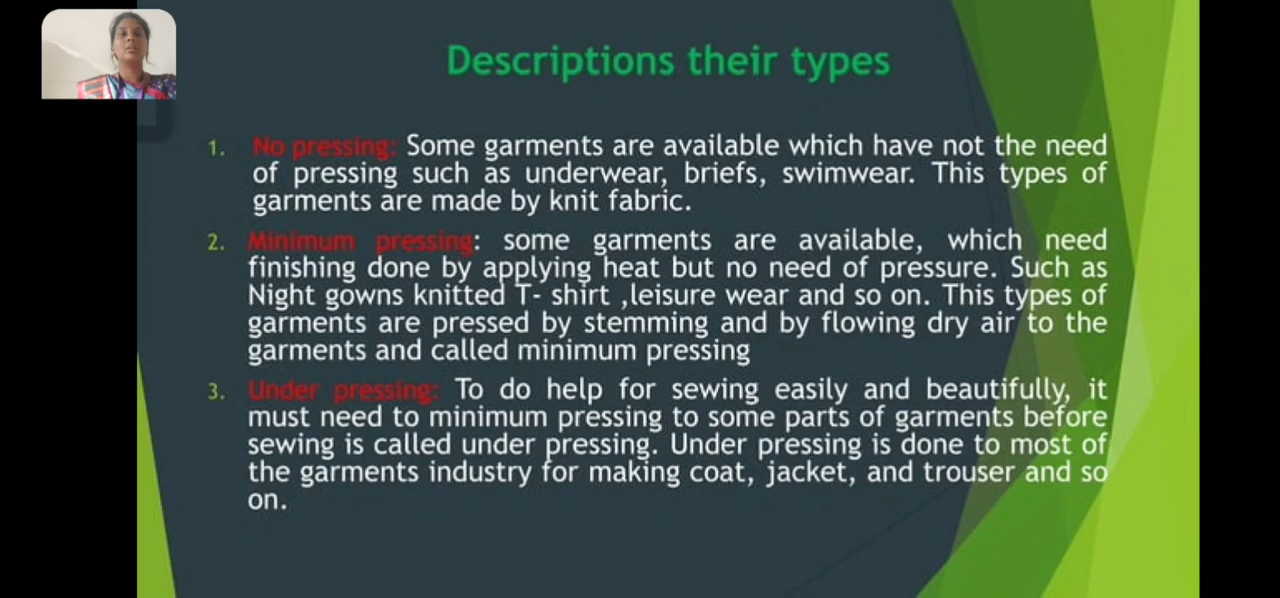 Descriptions their types
1. No pressing: Some garments are available which have not the need
of pressing such as underwear, briefs, swimwear. This types of
garments are made by knit fabric.
2. Minimum pressing: some garments are available, which need
finishing done by applying heat but no need of pressure. Such as
Night gowns knitted T- shirt ,leisure wear and so on. This types of
garments are pressed by stemming and by flowing dry air to the
garments and called minimum pressing
3. Under pressing: To do help for sewing easily and beautifully, it
must need to minimum pressing to some parts of garments before
sewing is called under pressing. Under pressing is done to most of
the garments industry for making coat, jacket, and trouser and so
on.